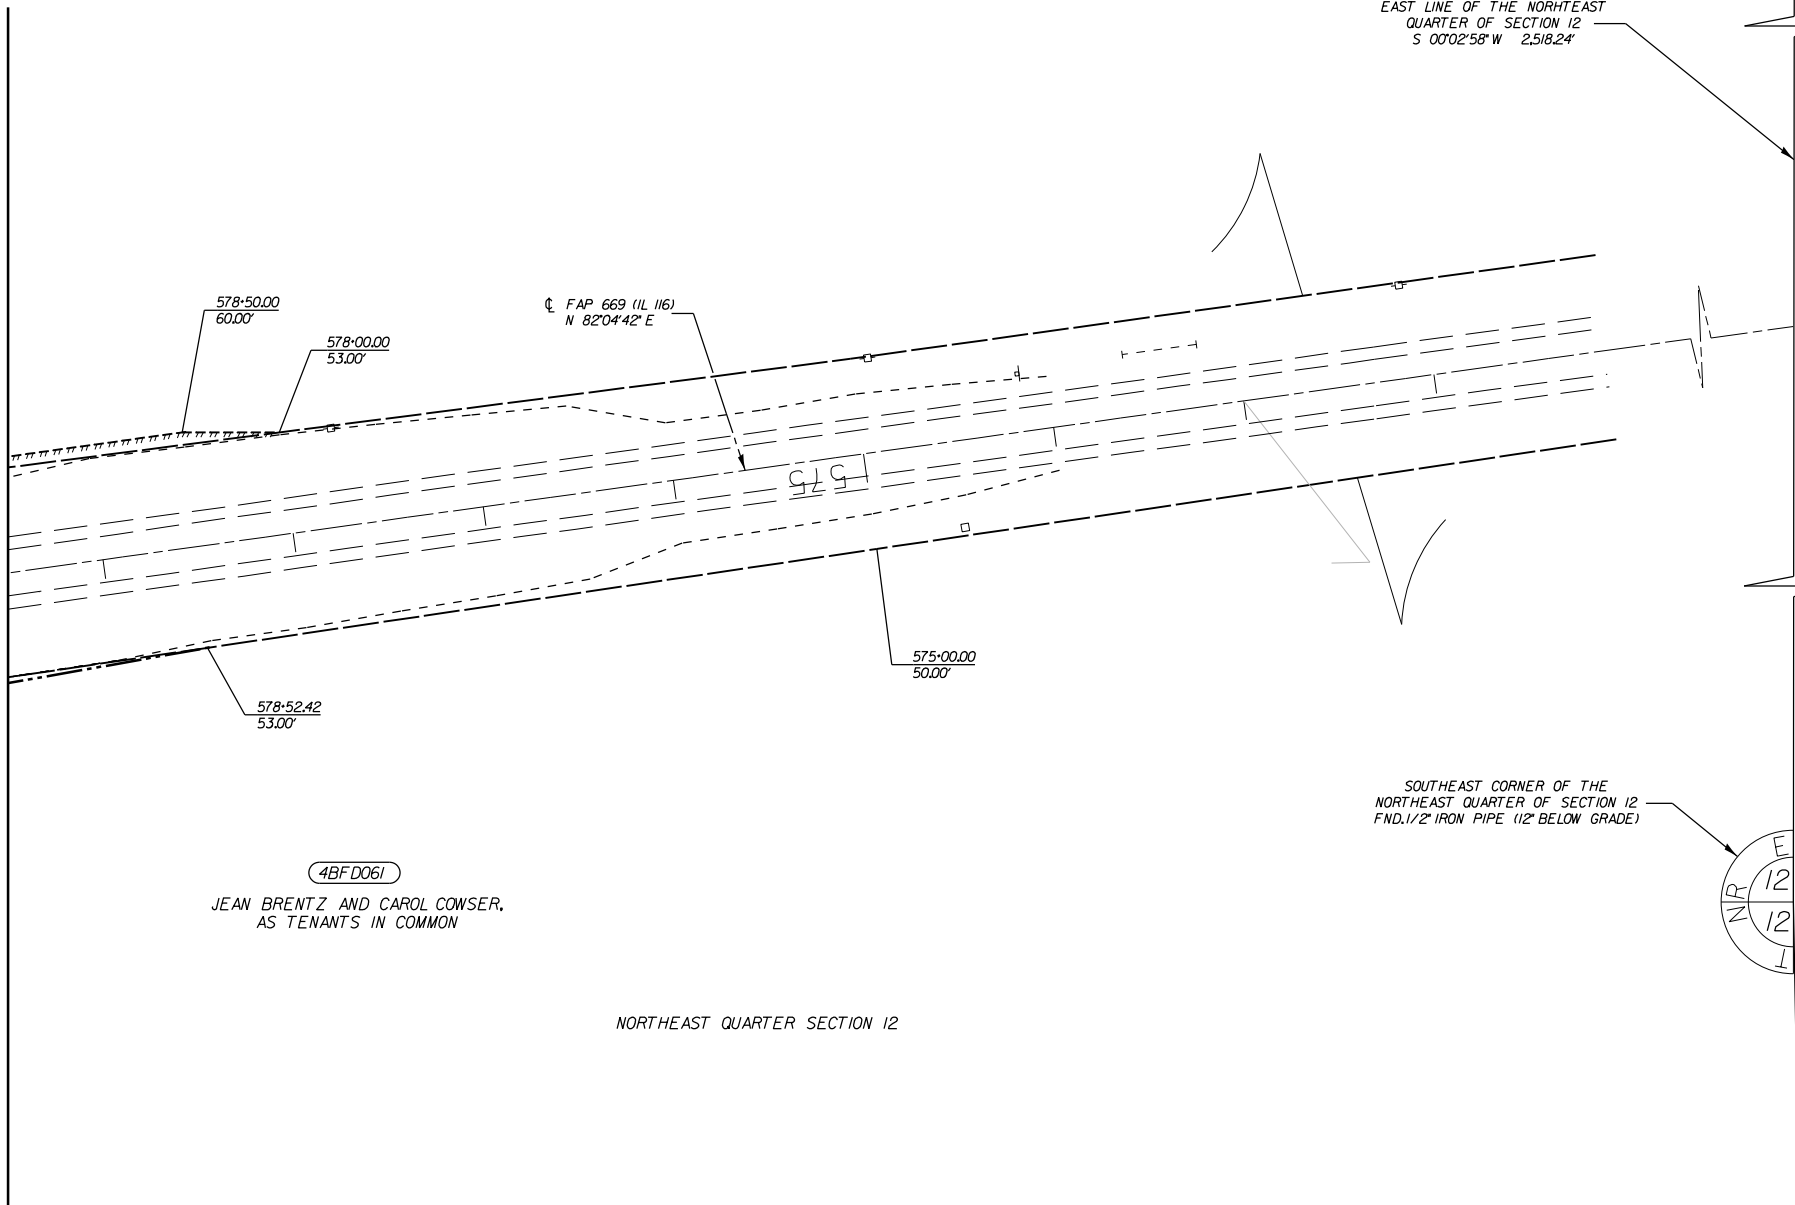 EAST LINE OF THE NORHTEAST
QUARTER OF SECTION 12
S 00°02'58" W 2,518.24'
578+50.00
60.00'
578+00.00
53.00'
℄ FAP 669 (IL 116)
N 82°04'42" E
575
575+00.00
50.00'
578+52.42
53.00'
SOUTHEAST CORNER OF THE
NORTHEAST QUARTER OF SECTION 12
FND. 1/2" IRON PIPE (12" BELOW GRADE)
E
12
N R
12
T
4BFD061
JEAN BRENTZ AND CAROL COWSER,
AS TENANTS IN COMMON
NORTHEAST QUARTER SECTION 12